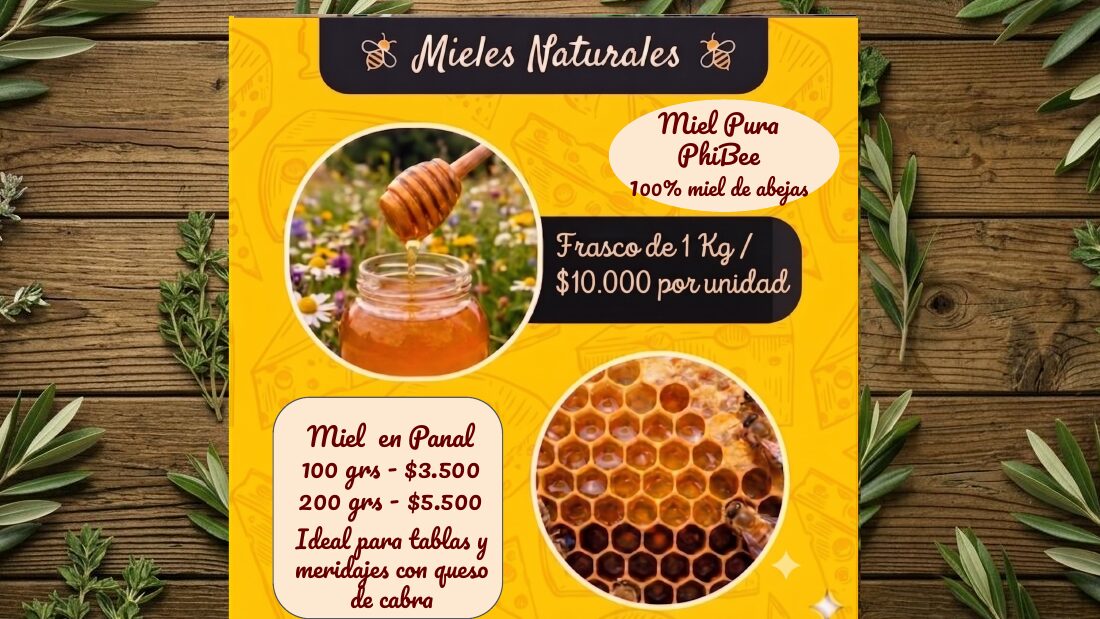 Mieles Naturales
Miel Pura
PhiBee
100% miel de abejas
Frasco de 1 Kg /
$10.000 por unidad
Miel en Panal
100 grs - $3.500
200 grs - $5.500
Ideal para tablas y
meridajes con queso
de cabra